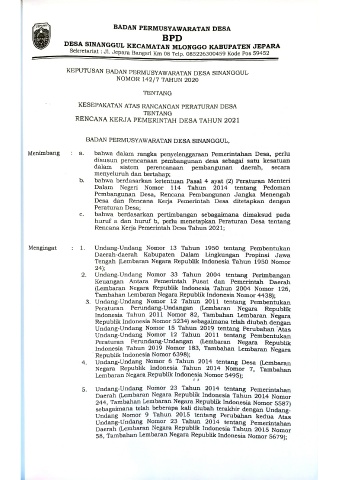 BADAN PERMUSYAWARATAN DESA
BPD
DESA SINANGGUL KECAMATAN MLONGGO KABUPATEN JEPARA
Sekretariat : Jl. Jepara Bangsri Km 08 Telp. 085236300459 Kode Pos 59452
KEPUTUSAN BADAN PERMUSYAWARATAN DESA SINANGGUL
NOMOR 142/7 TAHUN 2020
TENTANG
KESEPAKATAN ATAS RANCANGAN PERATURAN DESA
TENTANG
RENCANA KERJA PEMERINTAH DESA TAHUN 2021
BADAN PERMUSYAWARATAN DESA SINANGGUL,
Menimbang : a. bahwa dalam rangka penyelenggaraan Pemerintahan Desa, perlu
disusun perencanaan pembangunan desa sebagai satu kesatuan
dalam sistem perencanaan pembangunan daerah, secara
menyeluruh dan bertahap;
b. bahwa berdasarkan ketentuan Pasal 4 ayat (2) Peraturan Menteri
Dalam Negeri Nomor 114 Tahun 2014 tentang Pedoman
Pembangunan Desa, Rencana Pembangunan Jangka Menengah
Desa dan Rencana Kerja Pemerintah Desa ditetapkan dengan
Peraturan Desa;
c. bahwa berdasarkan pertimbangan sebagaimana dimaksud pada
huruf a dan huruf b, perlu menetapkan Peraturan Desa tentang
Rencana Kerja Pemerintah Desa Tahun 2021;
Mengingat : 1. Undang-Undang Nomor 13 Tahun 1950 tentang Pembentukan
Daerah-daerah Kabupaten Dalam Lingkungan Propinsi Jawa
Tengah (Lembaran Negara Republik Indonesia Tahun 1950 Nomor
24);
2. Undang-Undang Nomor 33 Tahun 2004 tentang Perimbangan
Keuangan Antara Pemerintah Pusat dan Pemerintah Daerah
(Lembaran Negara Republik Indonesia Tahun 2004 Nomor 126,
Tambahan Lembaran Negara Republik Indonesia Nomor 4438);
3. Undang-Undang Nomor 12 Tahun 2011 tentang Pembentukan
Peraturan Perundang-Undangan (Lembaran Negara Republik
Indonesia Tahun 2011 Nomor 82, Tambahan Lembaran Negara
Republik Indonesia Nomor 5234) sebagaimana telah diubah dengan
Undang-Undang Nomor 15 Tahun 2019 tentang Perubahan Atas
Undang-Undang Nomor 12 Tahun 2011 tentang Pembentukan
Peraturan Perundang-Undangan (Lembaran Negara Republik
Indonesia Tahun 2019 Nomor 183, Tambahan Lembaran Negara
Republik Indonesia Nomor 6398);
4. Undang-Undang Nomor 6 Tahun 2014 tentang Desa (Lembaran
Negara Republik Indonesia Tahun 2014 Nomor 7, Tambahan
Lembaran Negara Republik Indonesia Nomor 5495);
5. Undang-Undang Nomor 23 Tahun 2014 tentang Pemerintahan
Daerah (Lembaran Negara Republik Indonesia Tahun 2014 Nomor
244, Tambahan Lembaran Negara Republik Indonesia Nomor 5587)
sebagaimana telah beberapa kali diubah terakhir dengan Undang-
Undang Nomor 9 Tahun 2015 tentang Perubahan kedua Atas
Undang-Undang Nomor 23 Tahun 2014 tentang Pemerintahan
Daerah (Lembaran Negara Republik Indonesia Tahun 2015 Nomor
58, Tambahan Lembaran Negara Republik Indonesia Nomor 5679);